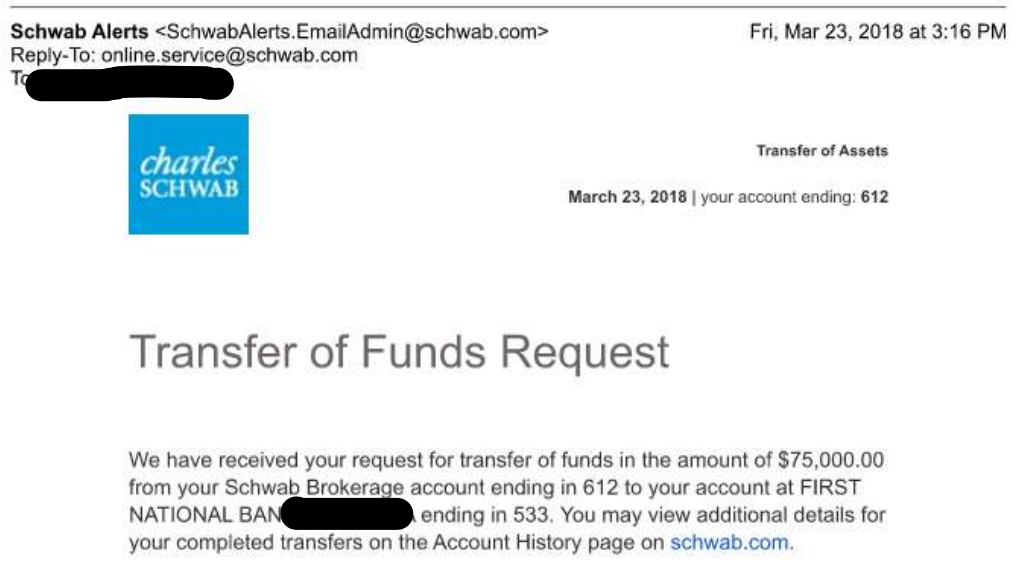 Schwab Alerts <SchwabAlerts.EmailAdmin@schwab.com> Fri, Mar 23, 2018 at 3:16 PM
Reply-To: online.service@schwab.com
To
charles
SCHWAB
Transfer of Assets
March 23, 2018 | your account ending: 612
Transfer of Funds Request
We have received your request for transfer of funds in the amount of $75,000.00
from your Schwab Brokerage account ending in 612 to your account at FIRST
NATIONAL ending in 533. You may view additional details for
your completed transfers on the Account History page on schwab.com.